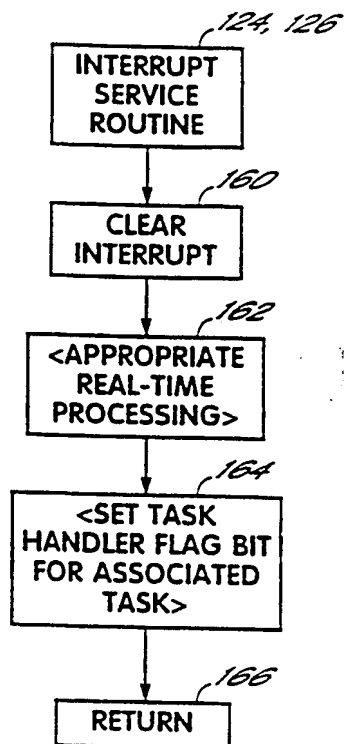 124, 126
INTERRUPT
SERVICE
ROUTINE
160
CLEAR
INTERRUPT
162
<APPROPRIATE
REAL-TIME
PROCESSING>
164
<SET TASK
HANDLER FLAG BIT
FOR ASSOCIATED
TASK>
166
RETURN